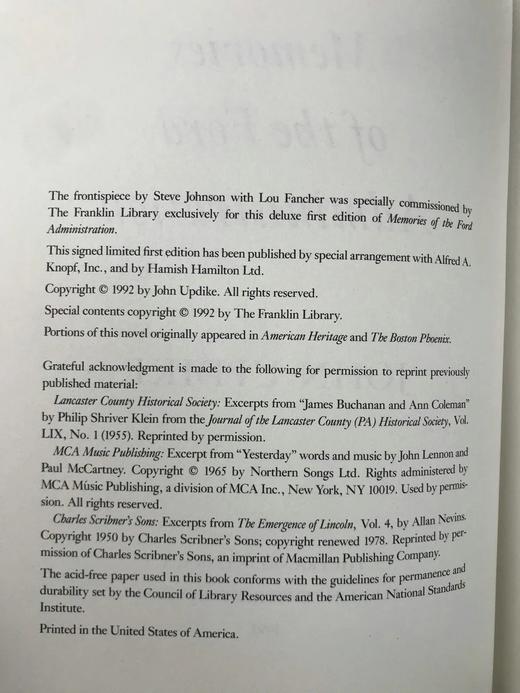 The frontispiece by Steve Johnson with Lou Fancher was specially commissioned by
The Franklin Library exclusively for this deluxe first edition of Memories of the Ford
Administration.
This signed limited first edition has been published by special arrangement with Alfred A.
Knopf, Inc., and by Hamish Hamilton Ltd.
Copyright © 1992 by John Updike. All rights reserved.
Special contents copyright © 1992 by The Franklin Library.
Portions of this novel originally appeared in American Heritage and The Boston Phoenix.
Grateful acknowledgment is made to the following for permission to reprint previously
published material:
Lancaster County Historical Society: Excerpts from “James Buchanan and Ann Coleman”
by Philip Shriver Klein from the Journal of the Lancaster County (PA) Historical Society, Vol.
LIX, No. 1 (1955). Reprinted by permission.
MCA Music Publishing: Excerpt from “Yesterday” words and music by John Lennon and
Paul McCartney. Copyright © 1965 by Northern Songs Ltd. Rights administered by
MCA Music Publishing, a division of MCA Inc., New York, NY 10019. Used by permis-
sion. All rights reserved.
Charles Scribner's Sons: Excerpts from The Emergence of Lincoln, Vol. 4, by Allan Nevins.
Copyright 1950 by Charles Scribner's Sons; copyright renewed 1978. Reprinted by per-
mission of Charles Scribner's Sons, an imprint of Macmillan Publishing Company.
The acid-free paper used in this book conforms with the guidelines for permanence and
durability set by the Council of Library Resources and the American National Standards
Institute.
Printed in the United States of America.